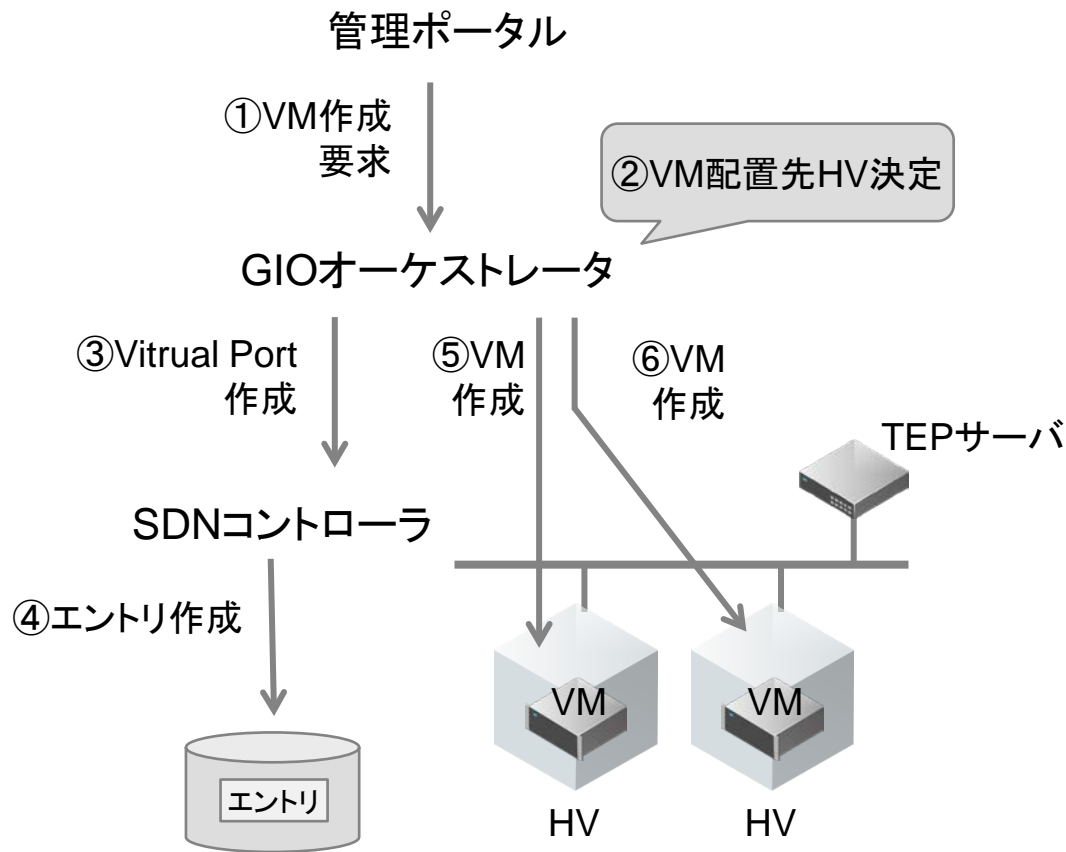 管理ポータル
①VM作成
要求
②VM配置先HV決定
GIOオーケストレータ
③Vitrual Port
作成
⑤VM
作成
⑥VM
作成
TEPサーバ
SDNコントローラ
④エントリ作成
VM
VM
エントリ
HV
HV